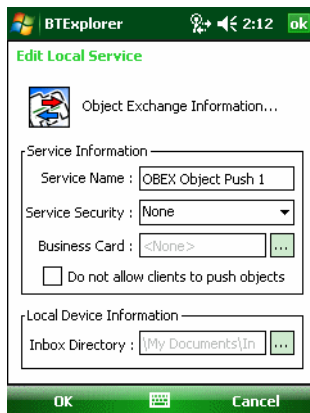 BTExplorer 2:12 ok
Edit Local Service
Object Exchange Information...
Service Information
Service Name : OBEX Object Push 1
Service Security : None
Business Card : <None> ...
Do not allow clients to push objects
Local Device Information
Inbox Directory : \My Documents\In ...
OK Cancel